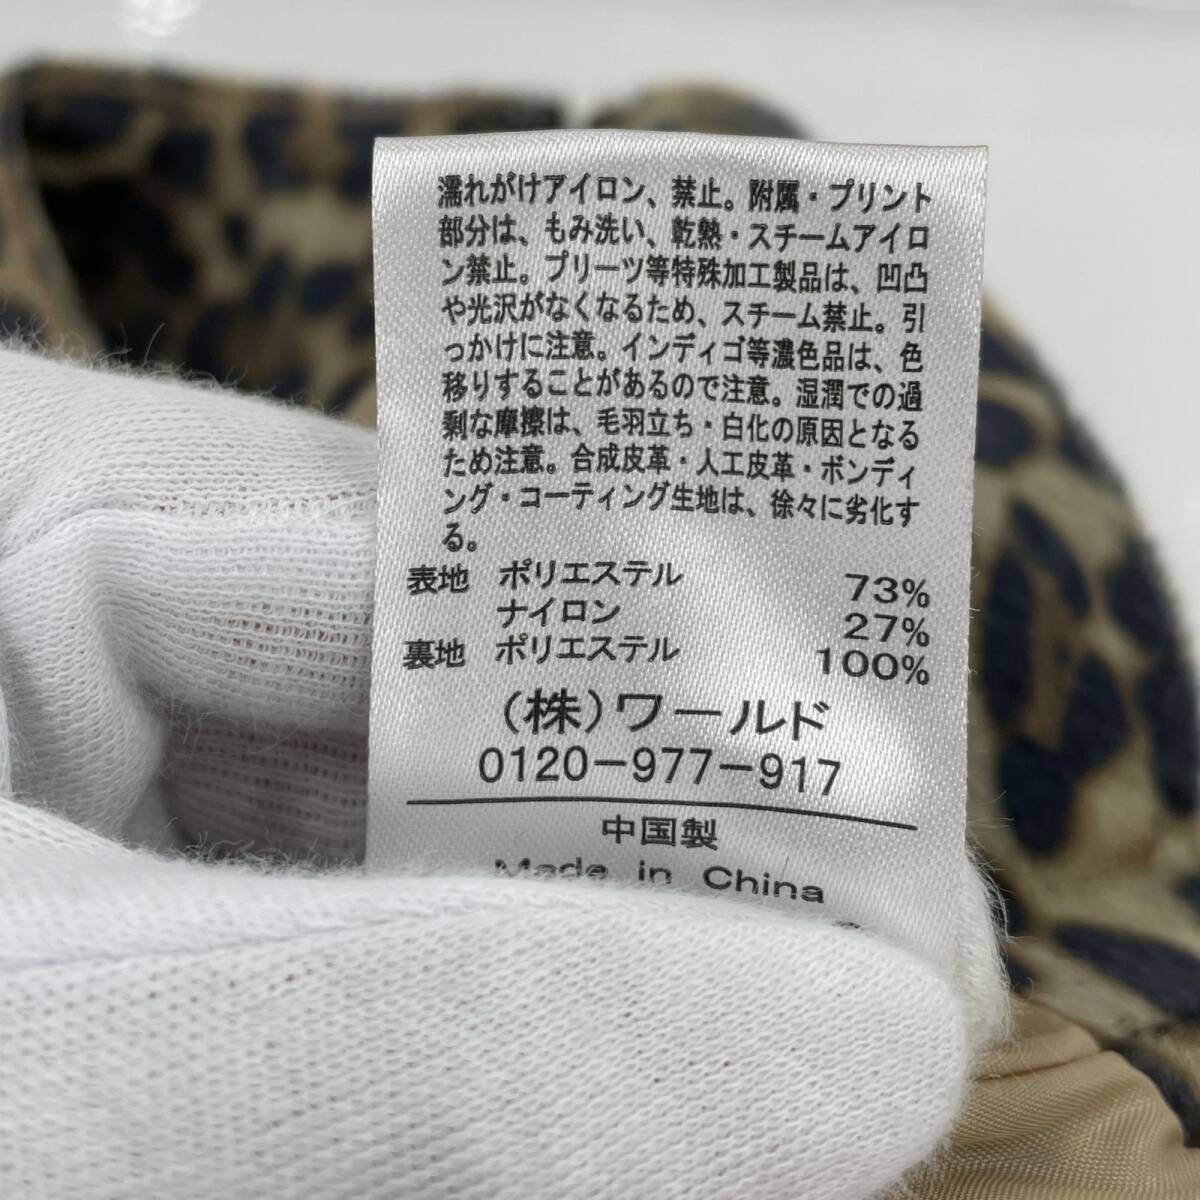 濡れがけアイロン、禁止。附属・プリント
部分は、もみ洗い、乾熱・スチームアイロ
ン禁止。プリーツ等特殊加工製品は、凹凸
や光沢がなくなるため、スチーム禁止。引
っかけに注意。インディゴ等濃色品は、色
移りすることがあるので注意。湿潤での過
剰な摩擦は、毛羽立ち・白化の原因となる
ため注意。合成皮革・人工皮革・ボンディ
ング・コーティング生地は、徐々に劣化す
る。
表地 ポリエステル 73%
ナイロン 27%
裏地 ポリエステル 100%
(株)ワールド
0120-977-917
中国製
Made in China